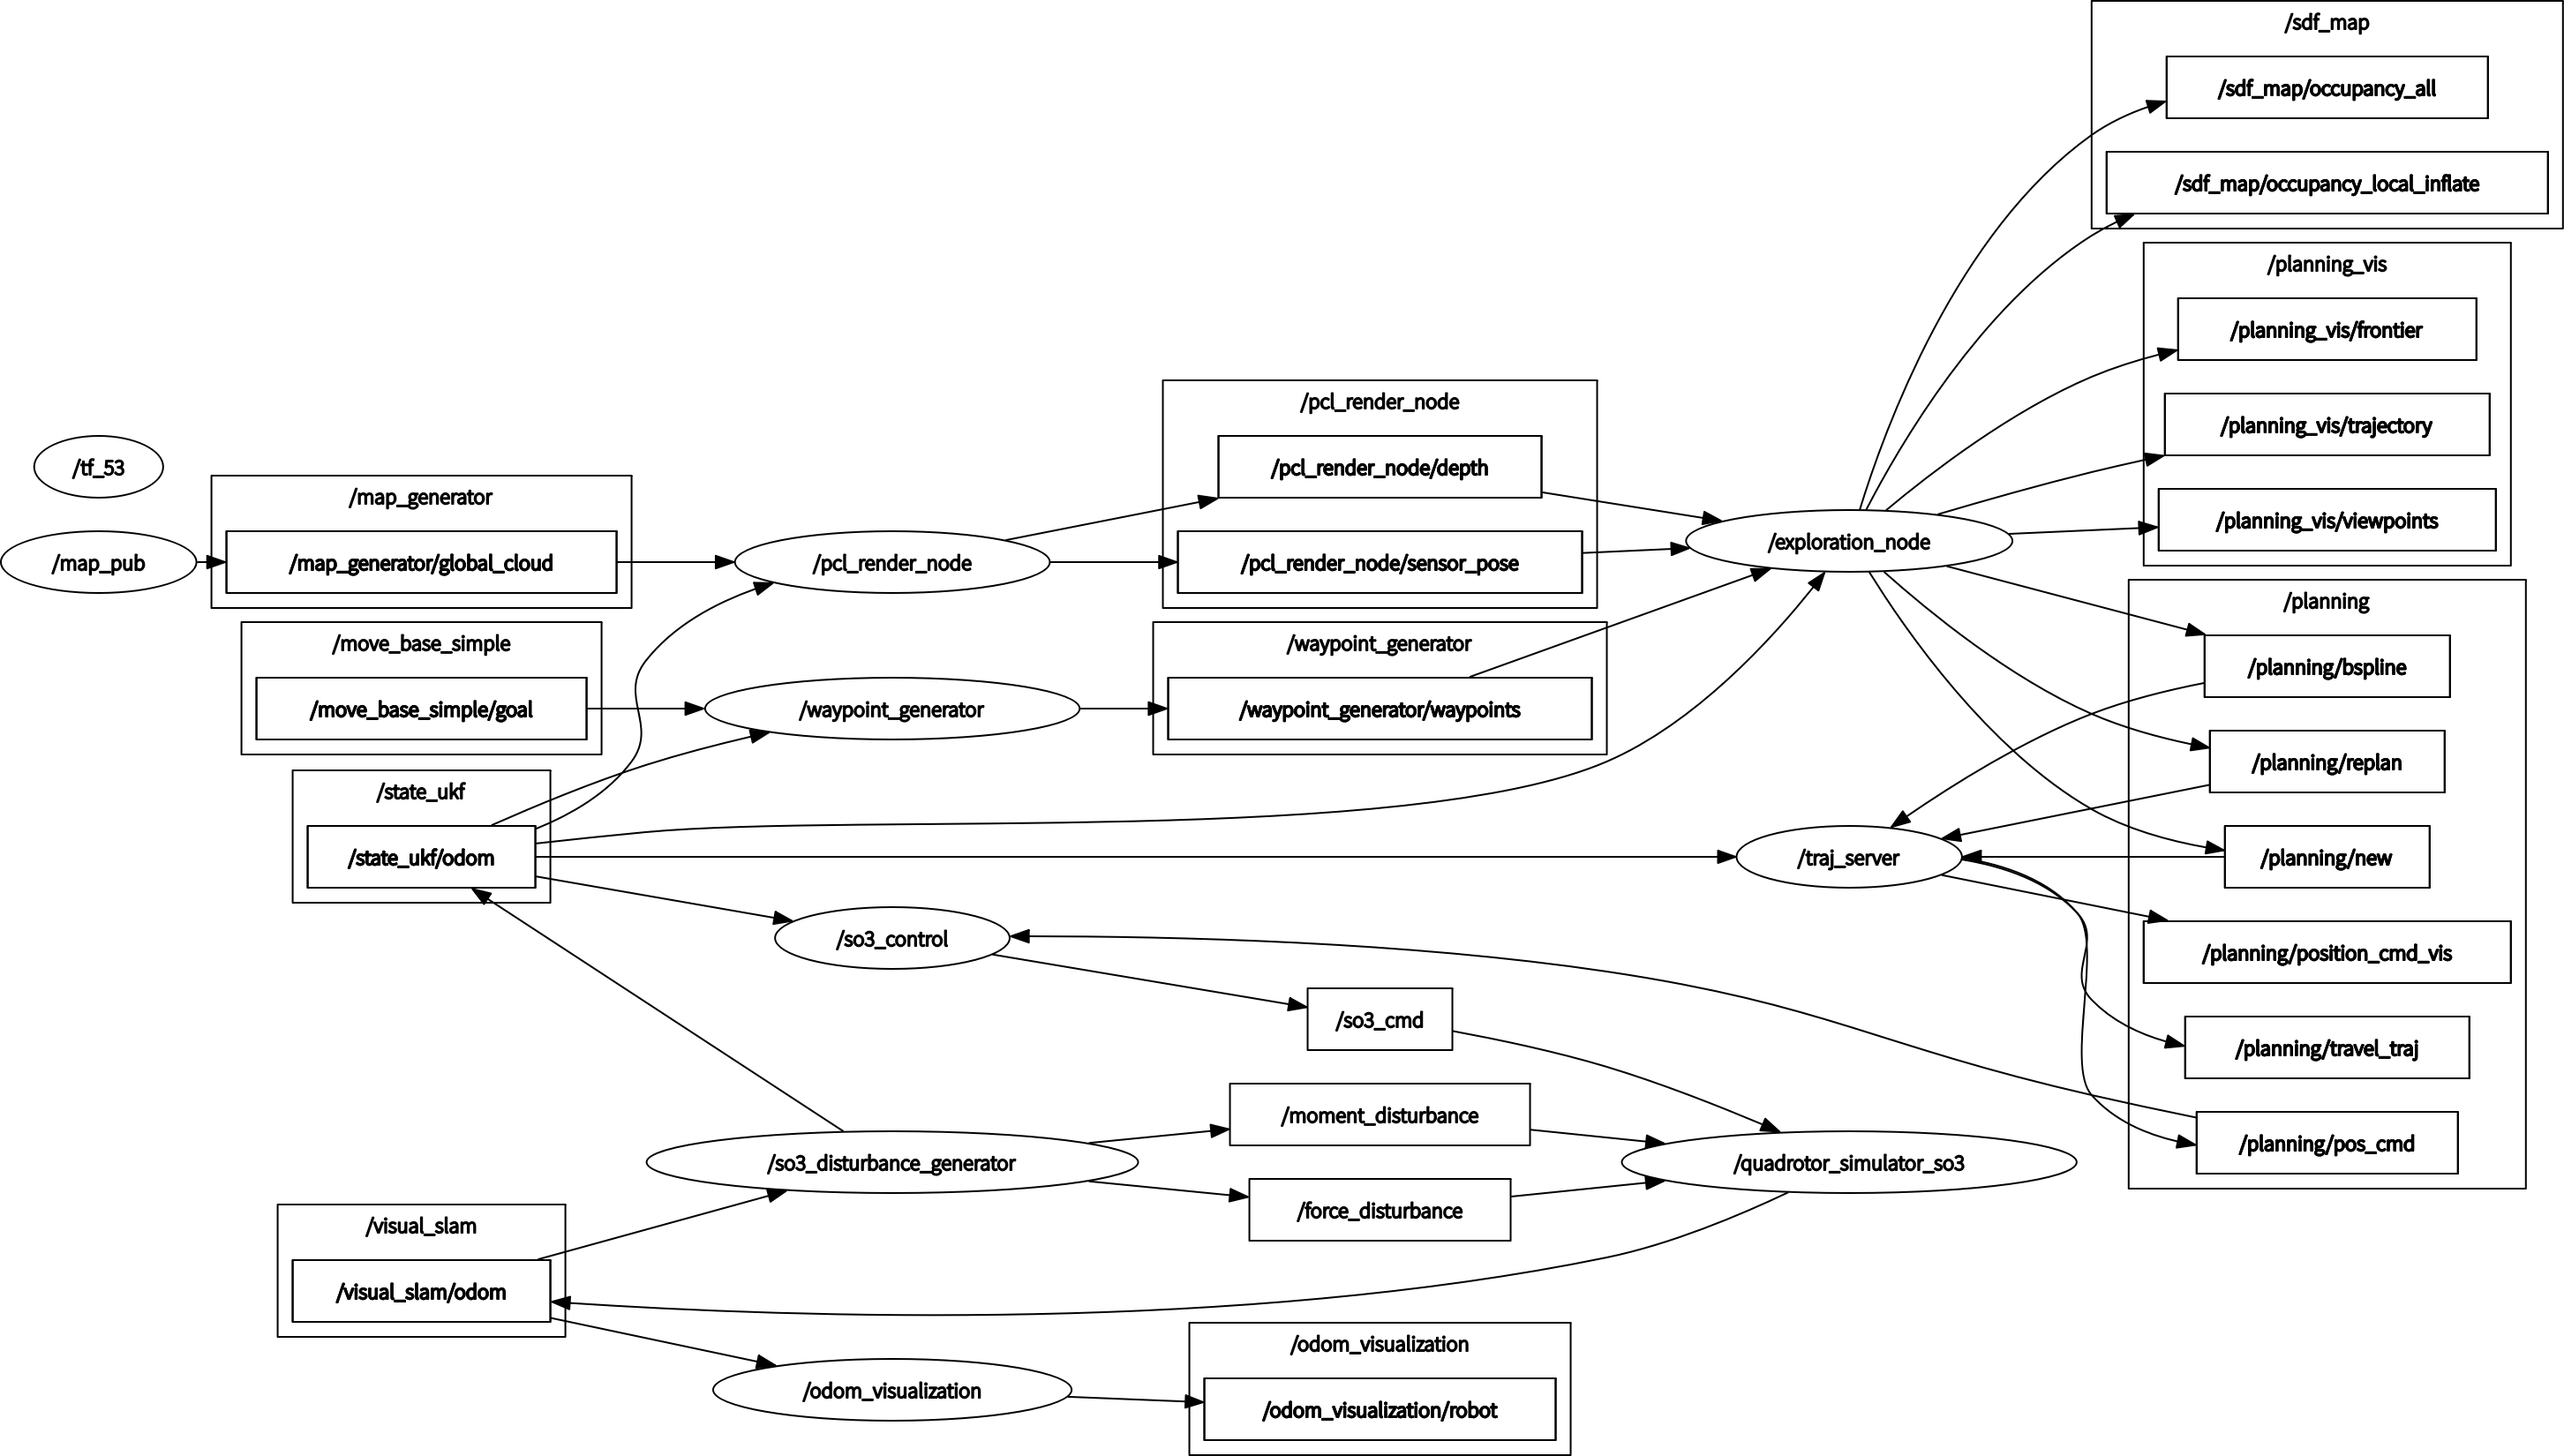 /sdf_map
/sdf_map/occupancy_all
/sdf_map/occupancy_local_inflate
/planning_vis
/planning_vis/frontier
/planning_vis/trajectory
/planning_vis/viewpoints
/pcl_render_node
/pcl_render_node/depth
/pcl_render_node/sensor_pose
/tf_53
/map_generator
/map_pub
/map_generator/global_cloud
/pcl_render_node
/exploration_node
/move_base_simple
/move_base_simple/goal
/waypoint_generator
/waypoint_generator
/waypoint_generator/waypoints
/planning
/planning/bspline
/planning/replan
/planning/new
/planning/position_cmd_vis
/planning/travel_traj
/planning/pos_cmd
/state_ukf
/state_ukf/odom
/traj_server
/so3_control
/so3_cmd
/moment_disturbance
/so3_disturbance_generator
/quadrotor_simulator_so3
/force_disturbance
/visual_slam
/visual_slam/odom
/odom_visualization
/odom_visualization
/odom_visualization/robot